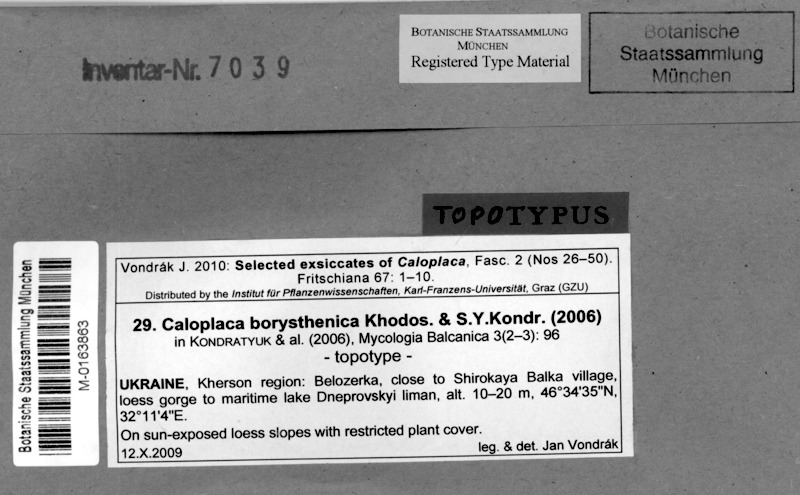 Inventar-Nr. 7039
BOTANISCHE STAATSSAMMLUNG
MÜNCHEN
Registered Type Material
Botanische
Staatssammlung
München
TOPOTYPUS
Botanische Staatssammlung München
M-0163863
Vondrák J. 2010: Selected exsiccates of Caloplaca, Fasc. 2 (Nos 26–50).
Fritschiana 67: 1–10.
Distributed by the Institut für Pflanzenwissenschaften, Karl-Franzens-Universität, Graz (GZU)
29. Caloplaca borysthenica Khodos. & S.Y.Kondr. (2006)
in KONDRATYUK & al. (2006), Mycologia Balcanica 3(2–3): 96
- topotype -
UKRAINE, Kherson region: Belozerka, close to Shirokaya Balka village,
loess gorge to maritime lake Dneprovskyi liman, alt. 10–20 m, 46°34'35"N,
32°11'4"E.
On sun-exposed loess slopes with restricted plant cover.
12.X.2009 leg. & det. Jan Vondrák